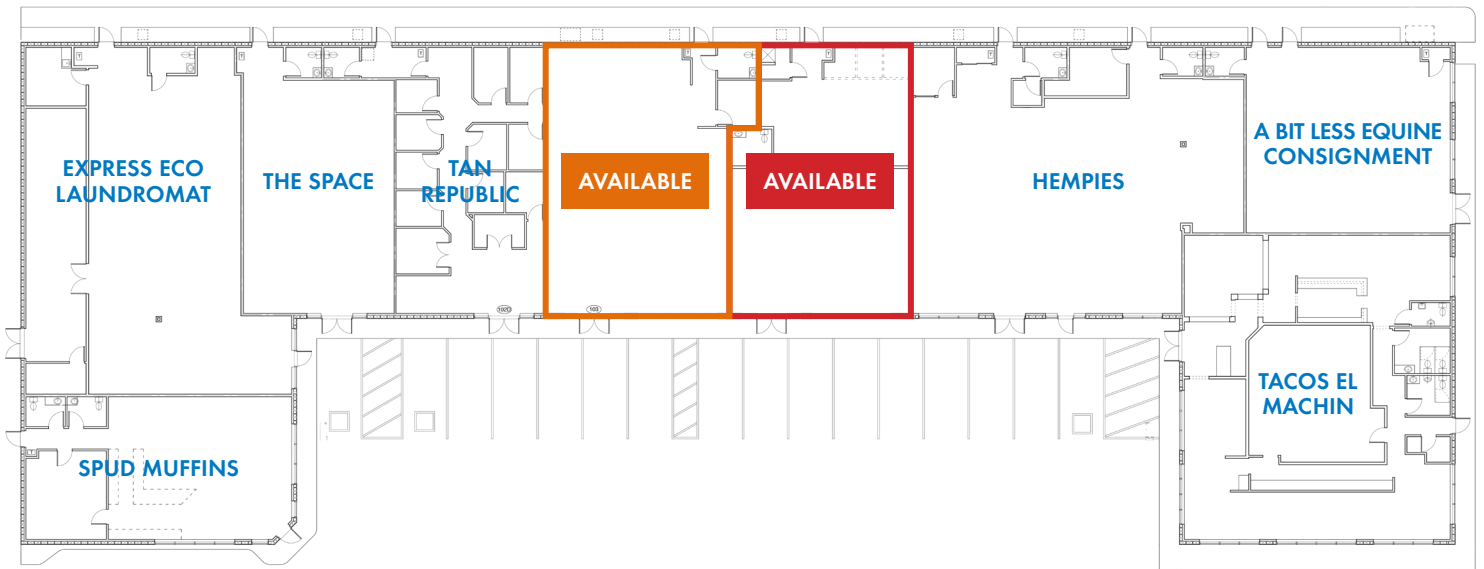 EXPRESS ECO
LAUNDROMAT
THE SPACE
TAN
REPUBLIC
AVAILABLE
AVAILABLE
HEMPIES
A BIT LESS EQUINE
CONSIGNMENT
103
TACOS EL
MACHIN
SPUD MUFFINS